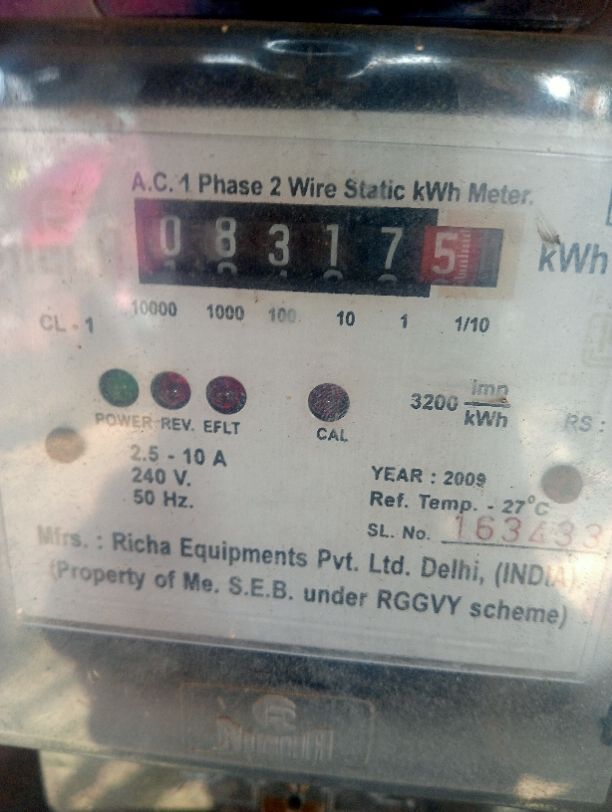 A.C. 1 Phase 2 Wire Static kWh Meter.
0 8 3 1 7 5 kWh
CL - 1 10000 1000 100 10 1 1/10
3200 imp/kWh
POWER REV. EFLT CAL RS :
2.5 - 10 A
240 V.
50 Hz.
YEAR : 2009
Ref. Temp. - 27°C
SL. No. 163433
Mfrs. : Richa Equipments Pvt. Ltd. Delhi, (INDIA)
(Property of Me. S.E.B. under RGGVY scheme)